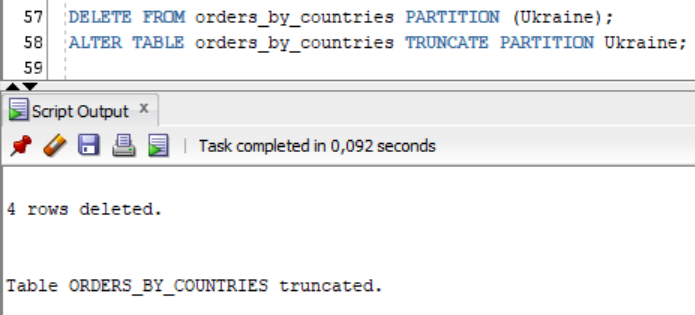 57 DELETE FROM orders_by_countries PARTITION (Ukraine);
58 ALTER TABLE orders_by_countries TRUNCATE PARTITION Ukraine;
59
Script Output x
Task completed in 0,092 seconds
4 rows deleted.
Table ORDERS_BY_COUNTRIES truncated.